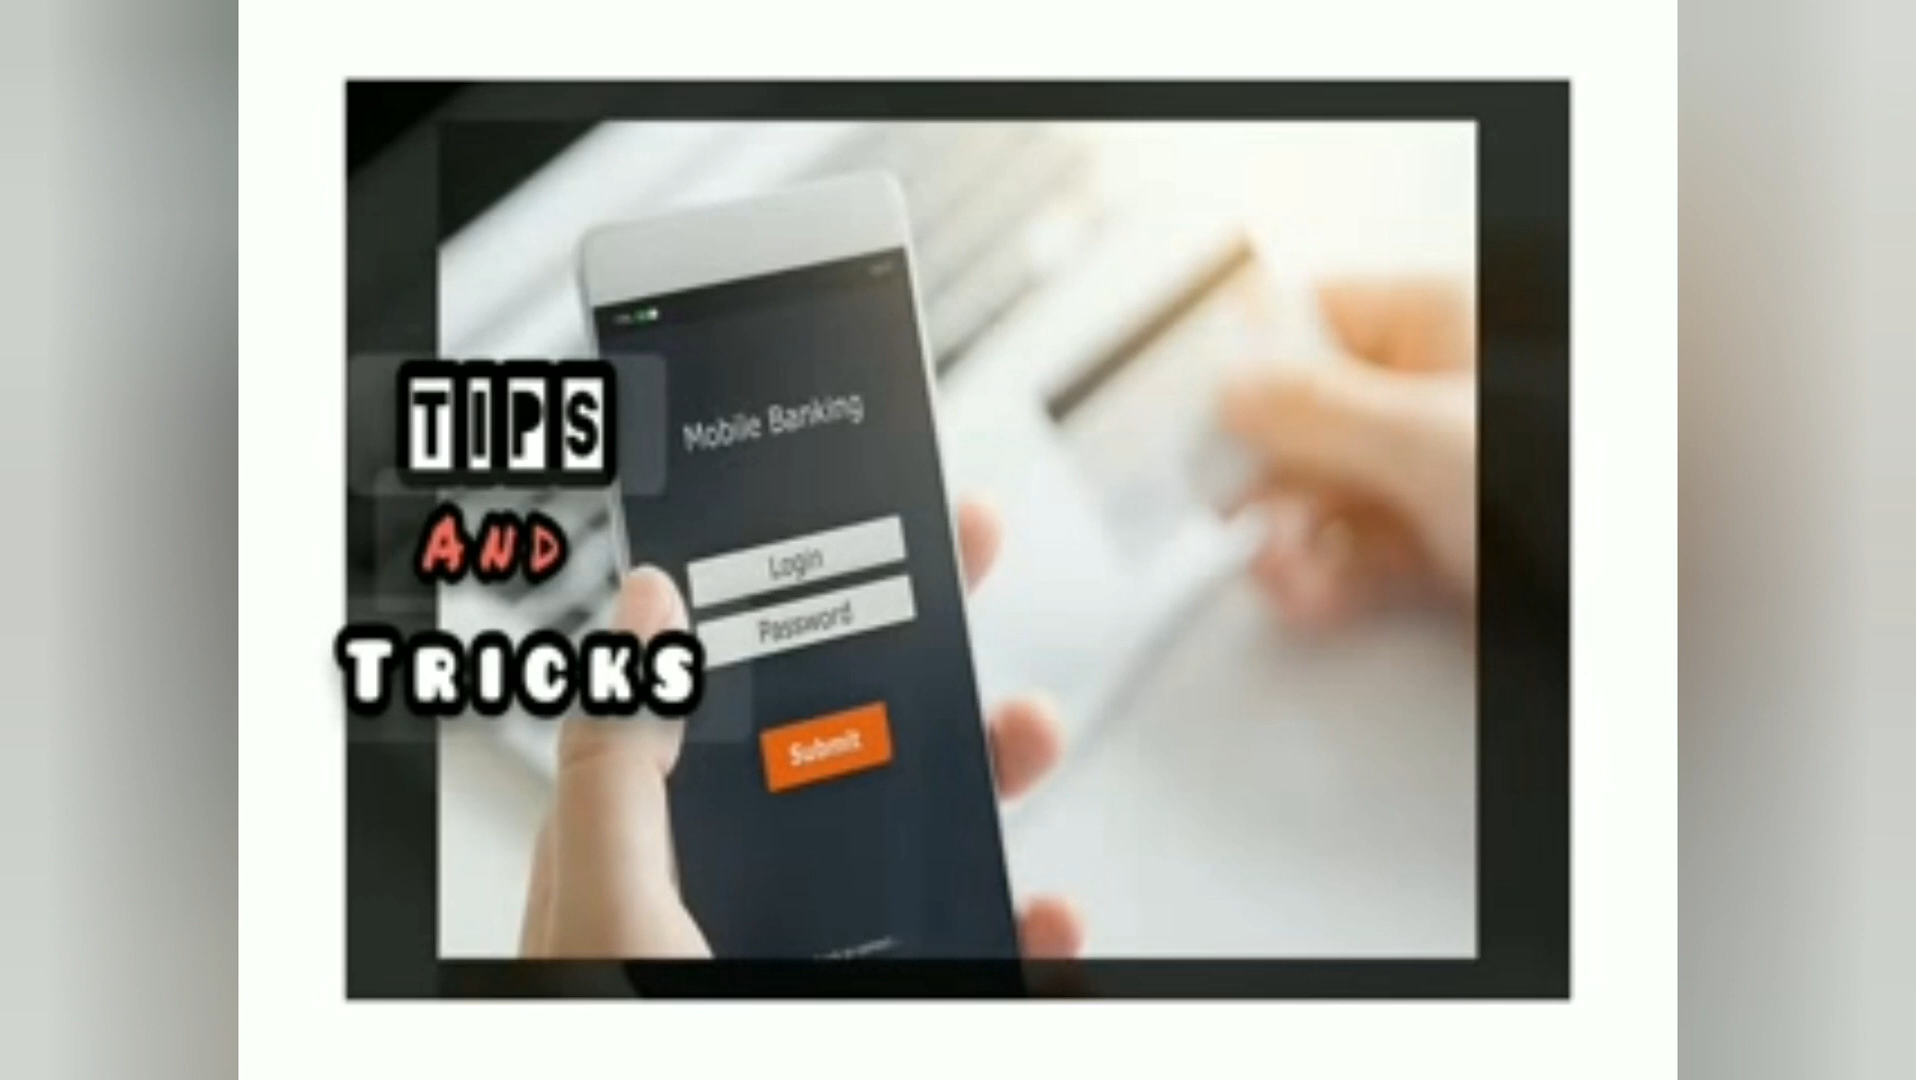 TIPS
AND
TRICKS
Mobile Banking
Login
Password
Submit